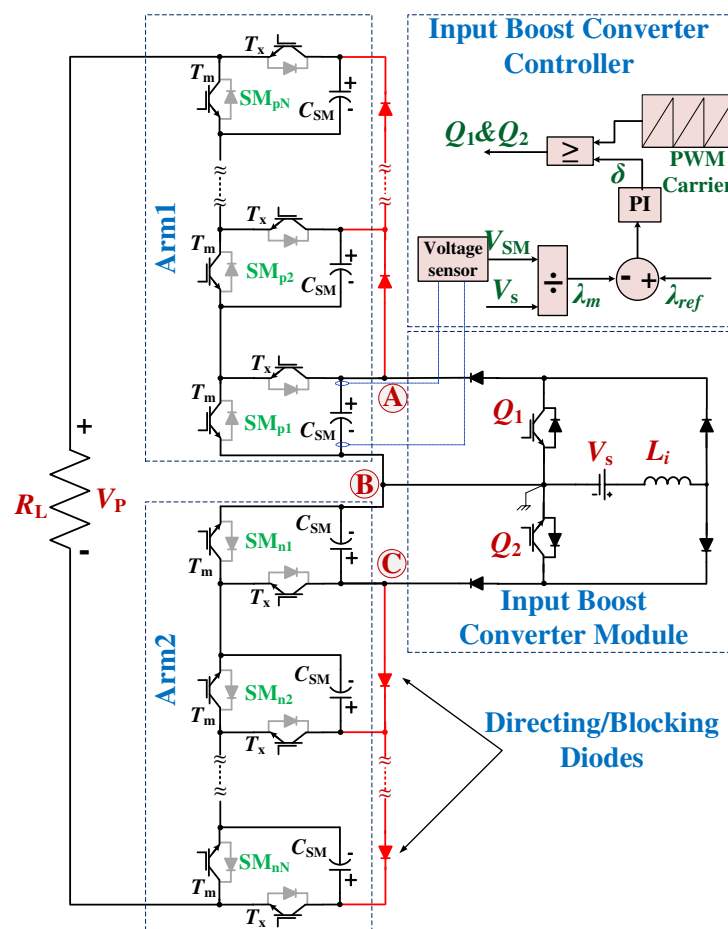 Input Boost Converter
Controller
Q1&Q2
≥
PWM
Carrier
δ
PI
Voltage
sensor
VSM
Vs
÷
λm
-
+
λref
Arm1
Tx
Tm
SMpN
CSM
+
-
≈
≈
Tx
Tm
SMp2
CSM
+
-
Tx
Tm
SMp1
CSM
+
-
A
B
C
+
RL
VP
-
Q1
Vs
Li
-
+
Q2
Input Boost
Converter Module
Arm2
CSM
-
+
SMn1
Tm
Tx
CSM
-
+
SMn2
Tm
Tx
≈
≈
Directing/Blocking
Diodes
CSM
-
+
SMnN
Tm
Tx